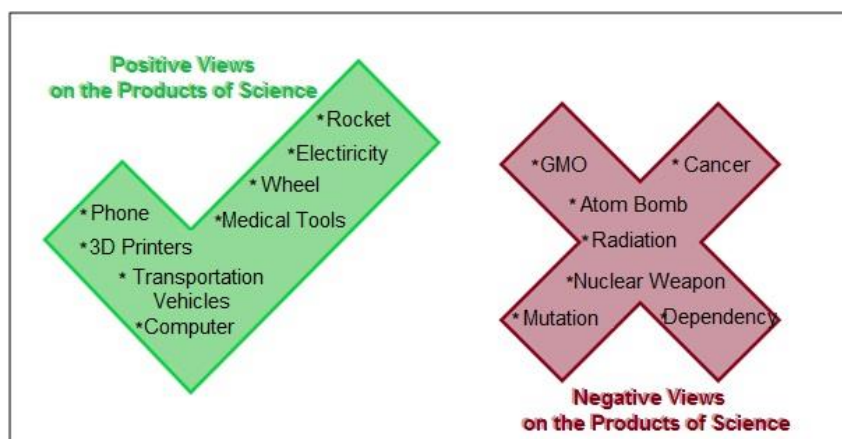 Positive Views
on the Products of Science
* Rocket
* Electiricity
* Wheel
* Medical Tools
* Phone
* 3D Printers
* Transportation
Vehicles
* Computer
* GMO
* Cancer
* Atom Bomb
* Radiation
* Nuclear Weapon
* Mutation
* Dependency
Negative Views
on the Products of Science